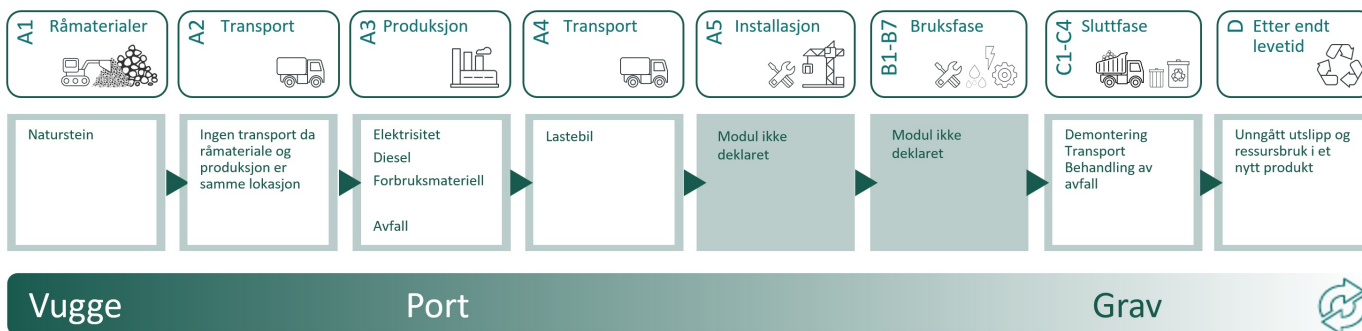 A1 Råmaterialer
A2 Transport
A3 Produksjon
A4 Transport
A5 Installasjon
B1-B7 Bruksfase
C1-C4 Sluttfase
D Etter endt
levetid
Naturstein
Ingen transport da
råmateriale og
produksjon er
samme lokasjon
Elektrisitet
Diesel
Forbruksmateriell
Avfall
Lastebil
Modul ikke
deklaret
Modul ikke
deklaret
Demontering
Transport
Behandling av
avfall
Unngått utslipp og
ressursbruk i et
nytt produkt
Vugge
Port
Grav